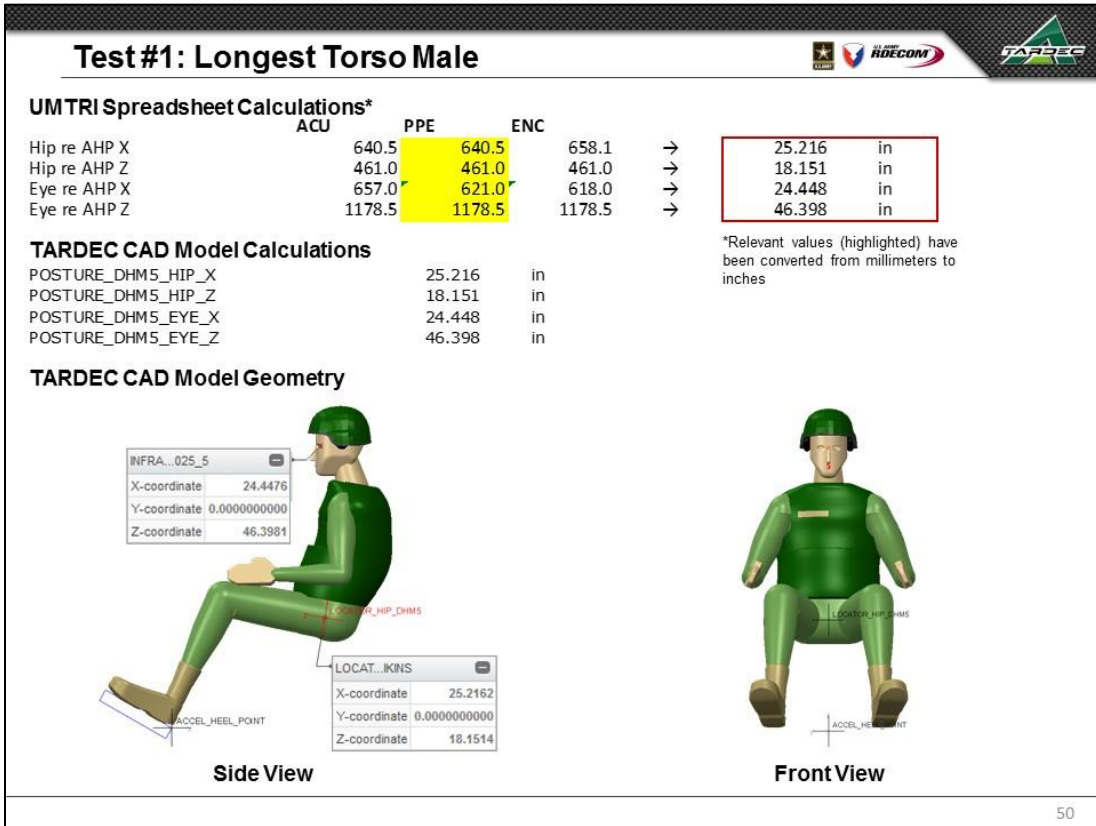 Test #1: Longest Torso Male
U.S. ARMY
U.S. ARMY
RDECOM
TARDEC
UMTRI Spreadsheet Calculations*
ACU PPE ENC
Hip re AHP X 640.5 640.5 658.1 → 25.216 in
Hip re AHP Z 461.0 461.0 461.0 → 18.151 in
Eye re AHP X 657.0 621.0 618.0 → 24.448 in
Eye re AHP Z 1178.5 1178.5 1178.5 → 46.398 in
*Relevant values (highlighted) have
been converted from millimeters to
inches
TARDEC CAD Model Calculations
POSTURE_DHM5_HIP_X 25.216 in
POSTURE_DHM5_HIP_Z 18.151 in
POSTURE_DHM5_EYE_X 24.448 in
POSTURE_DHM5_EYE_Z 46.398 in
TARDEC CAD Model Geometry
INFRA...025_5
X-coordinate 24.4476
Y-coordinate 0.0000000000
Z-coordinate 46.3981
LOCATOR_HIP_DHM5
LOCAT...IKINS
X-coordinate 25.2162
Y-coordinate 0.0000000000
Z-coordinate 18.1514
ACCEL_HEEL_POINT
Side View
5
LOCATOR_HIP_DHM5
ACCEL_HEEL_POINT
Front View
50